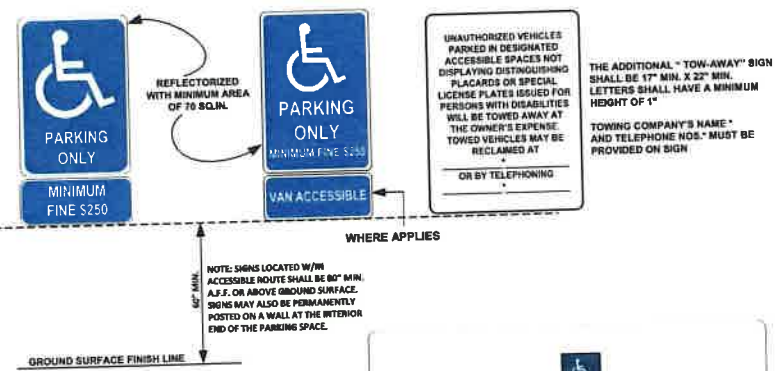 PARKING
ONLY
MINIMUM
FINE $250
REFLECTORIZED
WITH MINIMUM AREA
OF 70 SQ.IN.
PARKING
ONLY
MINIMUM FINE $250
VAN ACCESSIBLE
WHERE APPLIES
UNAUTHORIZED VEHICLES
PARKED IN DESIGNATED
ACCESSIBLE SPACES NOT
DISPLAYING DISTINGUISHING
PLACARDS OR SPECIAL
LICENSE PLATES ISSUED FOR
PERSONS WITH DISABILITIES
WILL BE TOWED AWAY AT
THE OWNER'S EXPENSE.
TOWED VEHICLES MAY BE
RECLAIMED AT
*
OR BY TELEPHONING
*
THE ADDITIONAL " TOW-AWAY" SIGN
SHALL BE 17" MIN. X 22" MIN.
LETTERS SHALL HAVE A MINIMUM
HEIGHT OF 1"
TOWING COMPANY'S NAME *
AND TELEPHONE NOS.* MUST BE
PROVIDED ON SIGN
60" MIN.
NOTE: SIGNS LOCATED W/IN
ACCESSIBLE ROUTE SHALL BE 80" MIN.
A.F.F. OR ABOVE GROUND SURFACE.
SIGNS MAY ALSO BE PERMANENTLY
POSTED ON A WALL AT THE INTERIOR
END OF THE PARKING SPACE.
GROUND SURFACE FINISH LINE